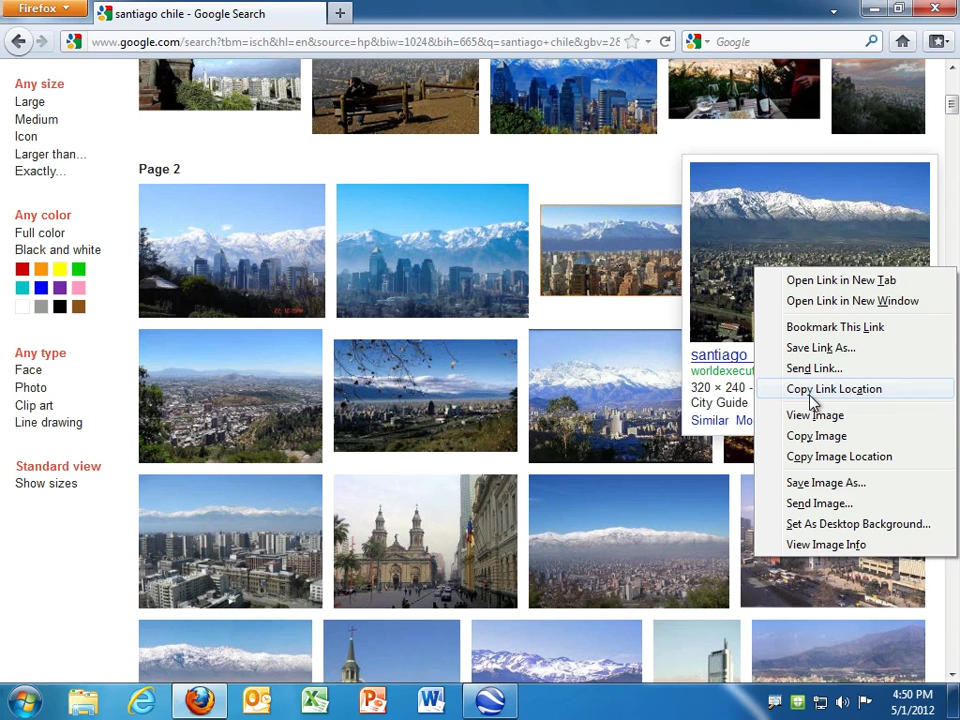 Firefox
santiago chile - Google Search
www.google.com/search?tbm=isch&hl=en&source=hp&biw=1024&bih=665&q=santiago+chile&gbv=2&
Google
Any size
Large
Medium
Icon
Larger than...
Exactly...
Any color
Full color
Black and white
Any type
Face
Photo
Clip art
Line drawing
Standard view
Show sizes
Page 2
santiago
worldexecut
320 × 240 -
City Guide
Similar Mo
Open Link in New Tab
Open Link in New Window
Bookmark This Link
Save Link As...
Send Link...
Copy Link Location
View Image
Copy Image
Copy Image Location
Save Image As...
Send Image...
Set As Desktop Background...
View Image Info
4:50 PM
5/1/2012